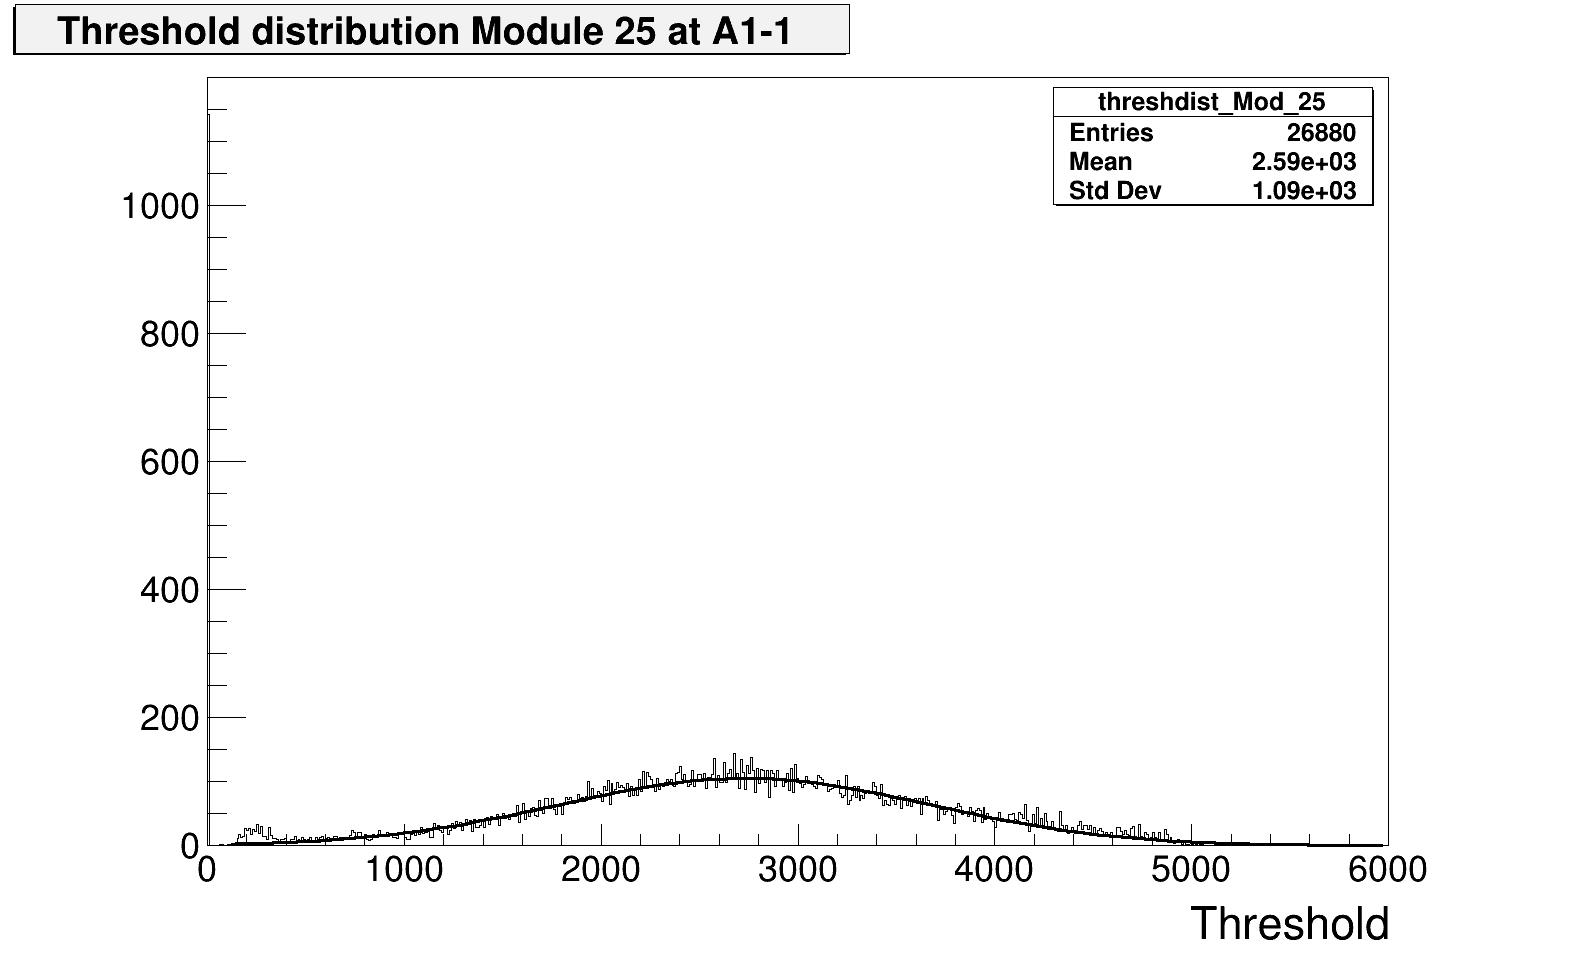 Threshold distribution Module 25 at A1-1
threshdist_Mod_25
Entries 26880
Mean 2.59e+03
Std Dev 1.09e+03
1000
800
600
400
200
0
0 1000 2000 3000 4000 5000 6000
Threshold